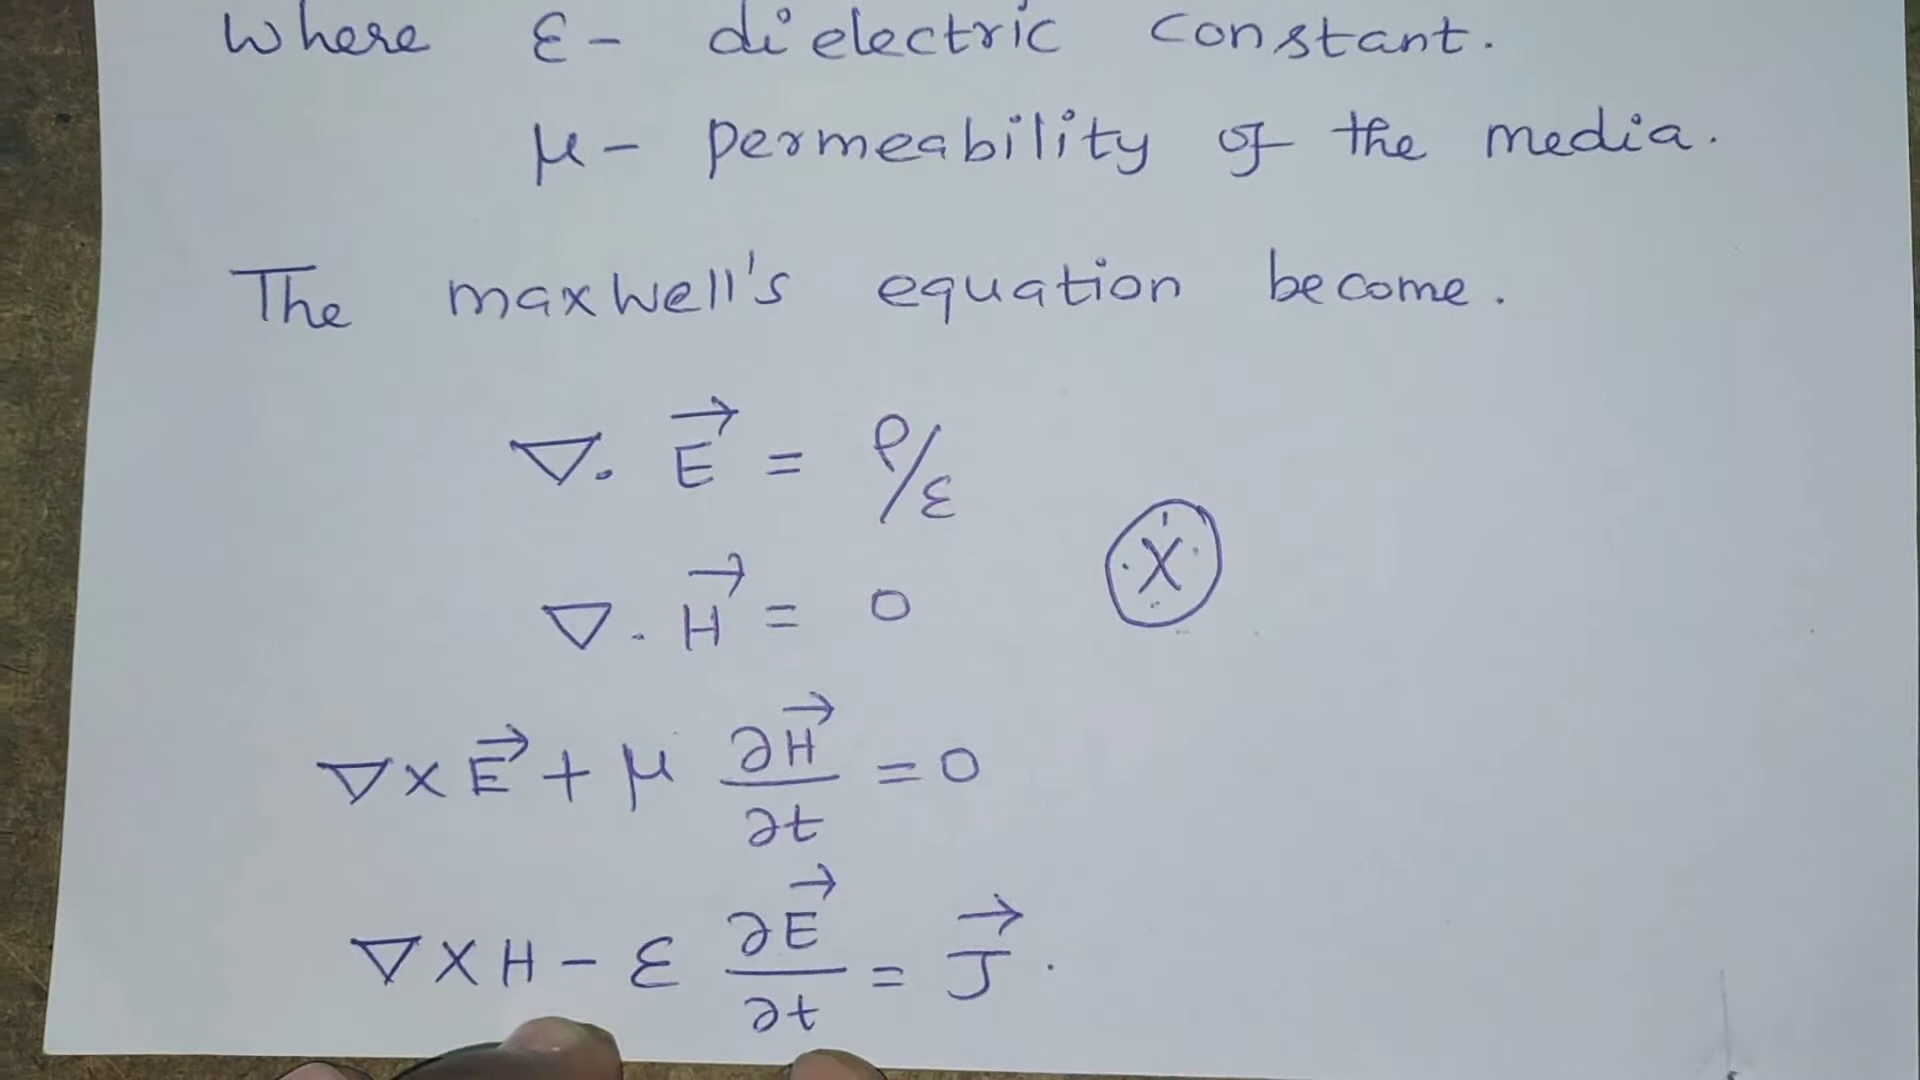 Where ε - dielectric constant.
μ - permeability of the media.
The maxwell's equation become.
∇. E⃗ = ρ/ε
∇. H⃗ = 0
(X)
∇ X E⃗ + μ ∂H⃗/∂t = 0
∇ X H - ε ∂E⃗/∂t = J⃗.